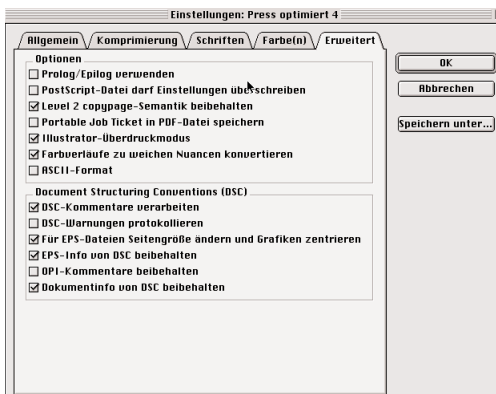 Einstellungen: Press optimiert 4
Allgemein
Komprimierung
Schriften
Farbe(n)
Erweitert
Optionen
Prolog/Epilog verwenden
PostScript-Datei darf Einstellungen überschreiben
Level 2 copypage-Semantik beibehalten
Portable Job Ticket in PDF-Datei speichern
Illustrator-Überdruckmodus
Farbverläufe zu weichen Nuancen konvertieren
ASCII-Format
Document Structuring Conventions (DSC)
DSC-Kommentare verarbeiten
DSC-Warnungen protokollieren
Für EPS-Dateien Seitengröße ändern und Grafiken zentrieren
EPS-Info von DSC beibehalten
OPI-Kommentare beibehalten
Dokumentinfo von DSC beibehalten
OK
Abbrechen
Speichern unter...